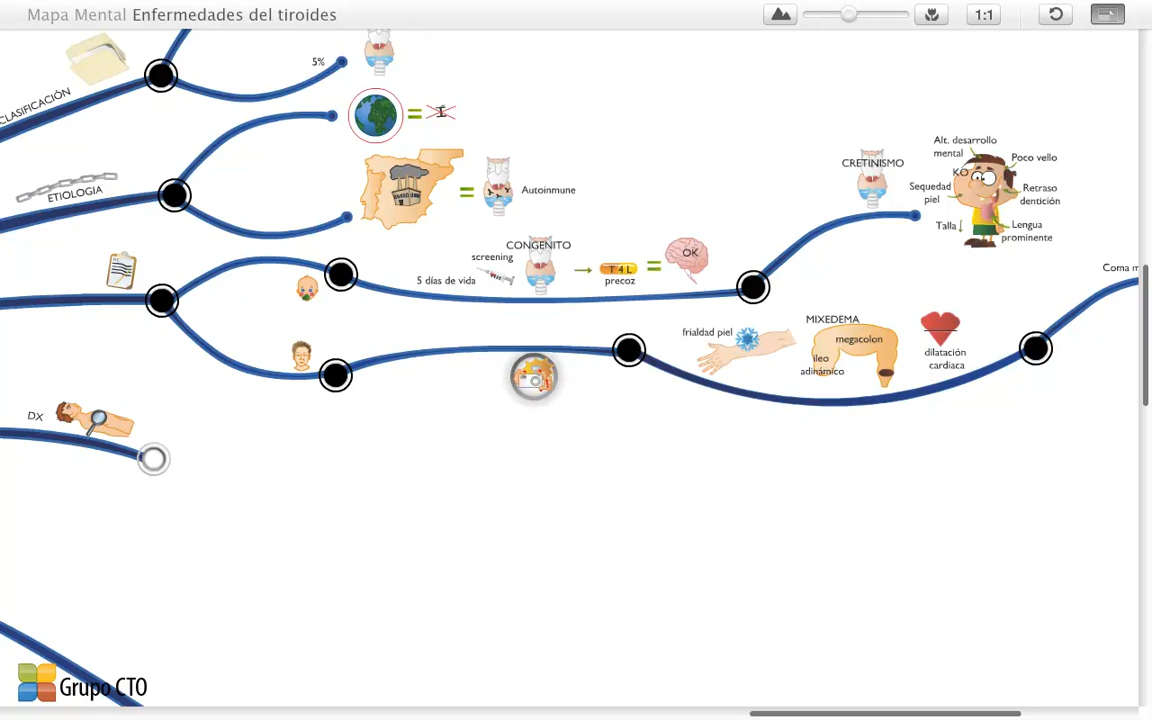 Mapa Mental Enfermedades del tiroides
1:1
CLASIFICACIÓN
5%
=
I
ETIOLOGIA
=
Autoinmune
CONGENITO
screening
5 días de vida
T 4 L
precoz
=
OK
CRETINISMO
Alt. desarrollo
mental
KO
Poco vello
Sequedad
piel
Retraso
dentición
Talla↓
Lengua
prominente
Coma m
frialdad piel
MIXEDEMA
megacolon
íleo
adinámico
dilatación
cardiaca
DX
Grupo CTO